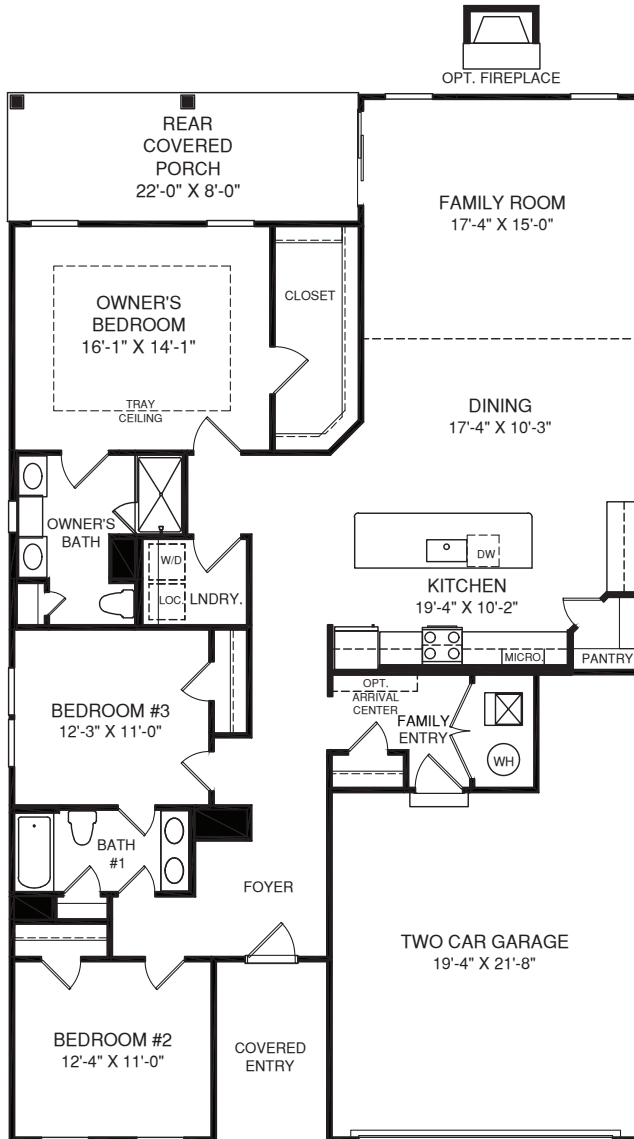 OPT. FIREPLACE
REAR
COVERED
PORCH
22'-0" X 8'-0"
FAMILY ROOM
17'-4" X 15'-0"
OWNER'S
BEDROOM
16'-1" X 14'-1"
TRAY
CEILING
CLOSET
DINING
17'-4" X 10'-3"
OWNER'S
BATH
W/D
LOC.
LNDRY.
DW
KITCHEN
19'-4" X 10'-2"
MICRO.
PANTRY
BEDROOM #3
12'-3" X 11'-0"
OPT.
ARRIVAL
CENTER
FAMILY
ENTRY
WH
BATH
#1
FOYER
TWO CAR GARAGE
19'-4" X 21'-8"
BEDROOM #2
12'-4" X 11'-0"
COVERED
ENTRY